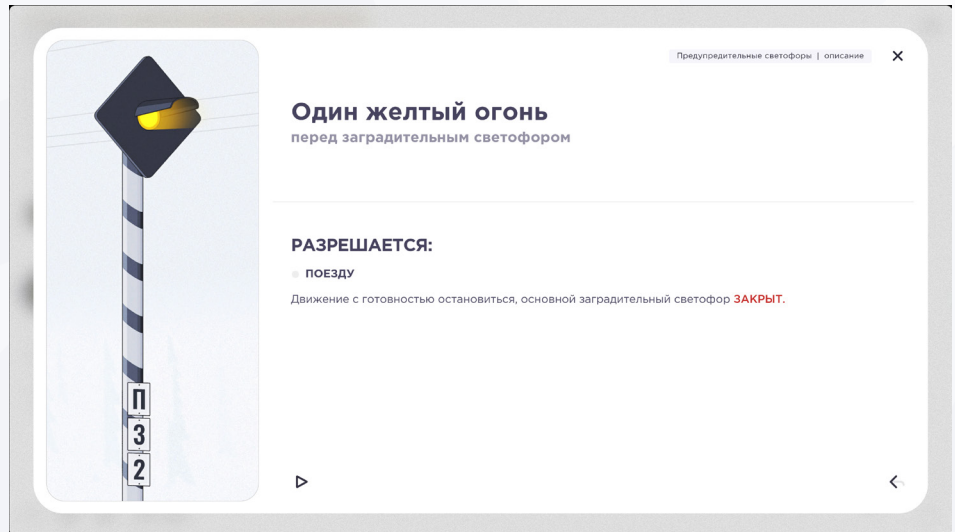 Предупредительные светофоры | описание
Один желтый огонь
перед заградительным светофором
РАЗРЕШАЕТСЯ:
ПОЕЗДУ
Движение с готовностью остановиться, основной заградительный светофор ЗАКРЫТ.
П
З
2